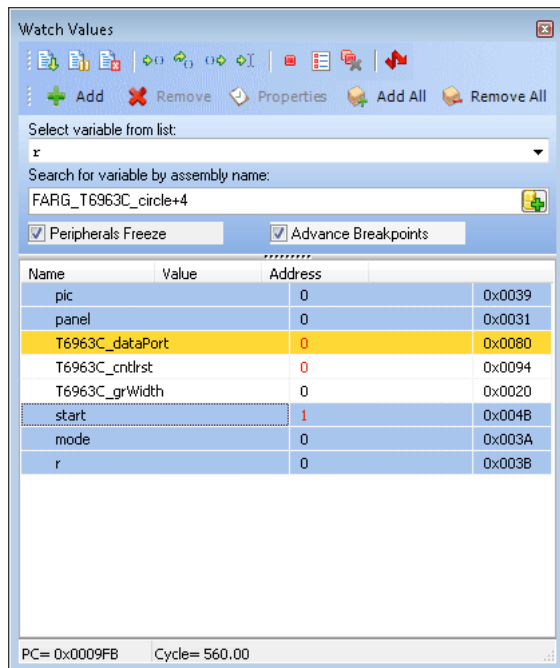 Watch Values
Add Remove Properties Add All Remove All
Select variable from list:
r
Search for variable by assembly name:
FARG_T6963C_circle+4
Peripherals Freeze Advance Breakpoints
Name Value Address
pic 0 0x0039
panel 0 0x0031
T6963C_dataPort 0 0x0080
T6963C_cntlrst 0 0x0094
T6963C_grWidth 0 0x0020
start 1 0x004B
mode 0 0x003A
r 0 0x003B
PC= 0x0009FB Cycle= 560.00